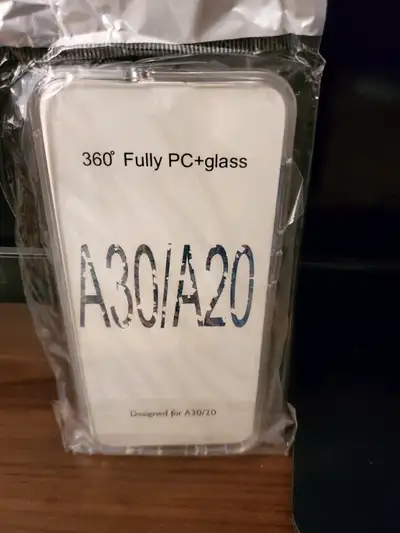 360° Fully PC+glass
A30/A20
Designed for A30/20